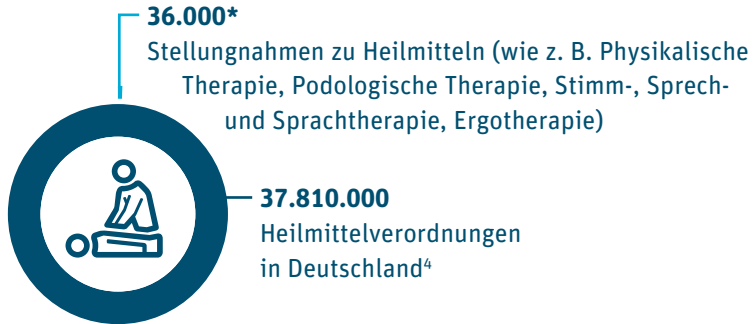 36.000*
Stellungnahmen zu Heilmitteln (wie z. B. Physikalische
Therapie, Podologische Therapie, Stimm-, Sprech-
und Sprachtherapie, Ergotherapie)
37.810.000
Heilmittelverordnungen
in Deutschland⁴